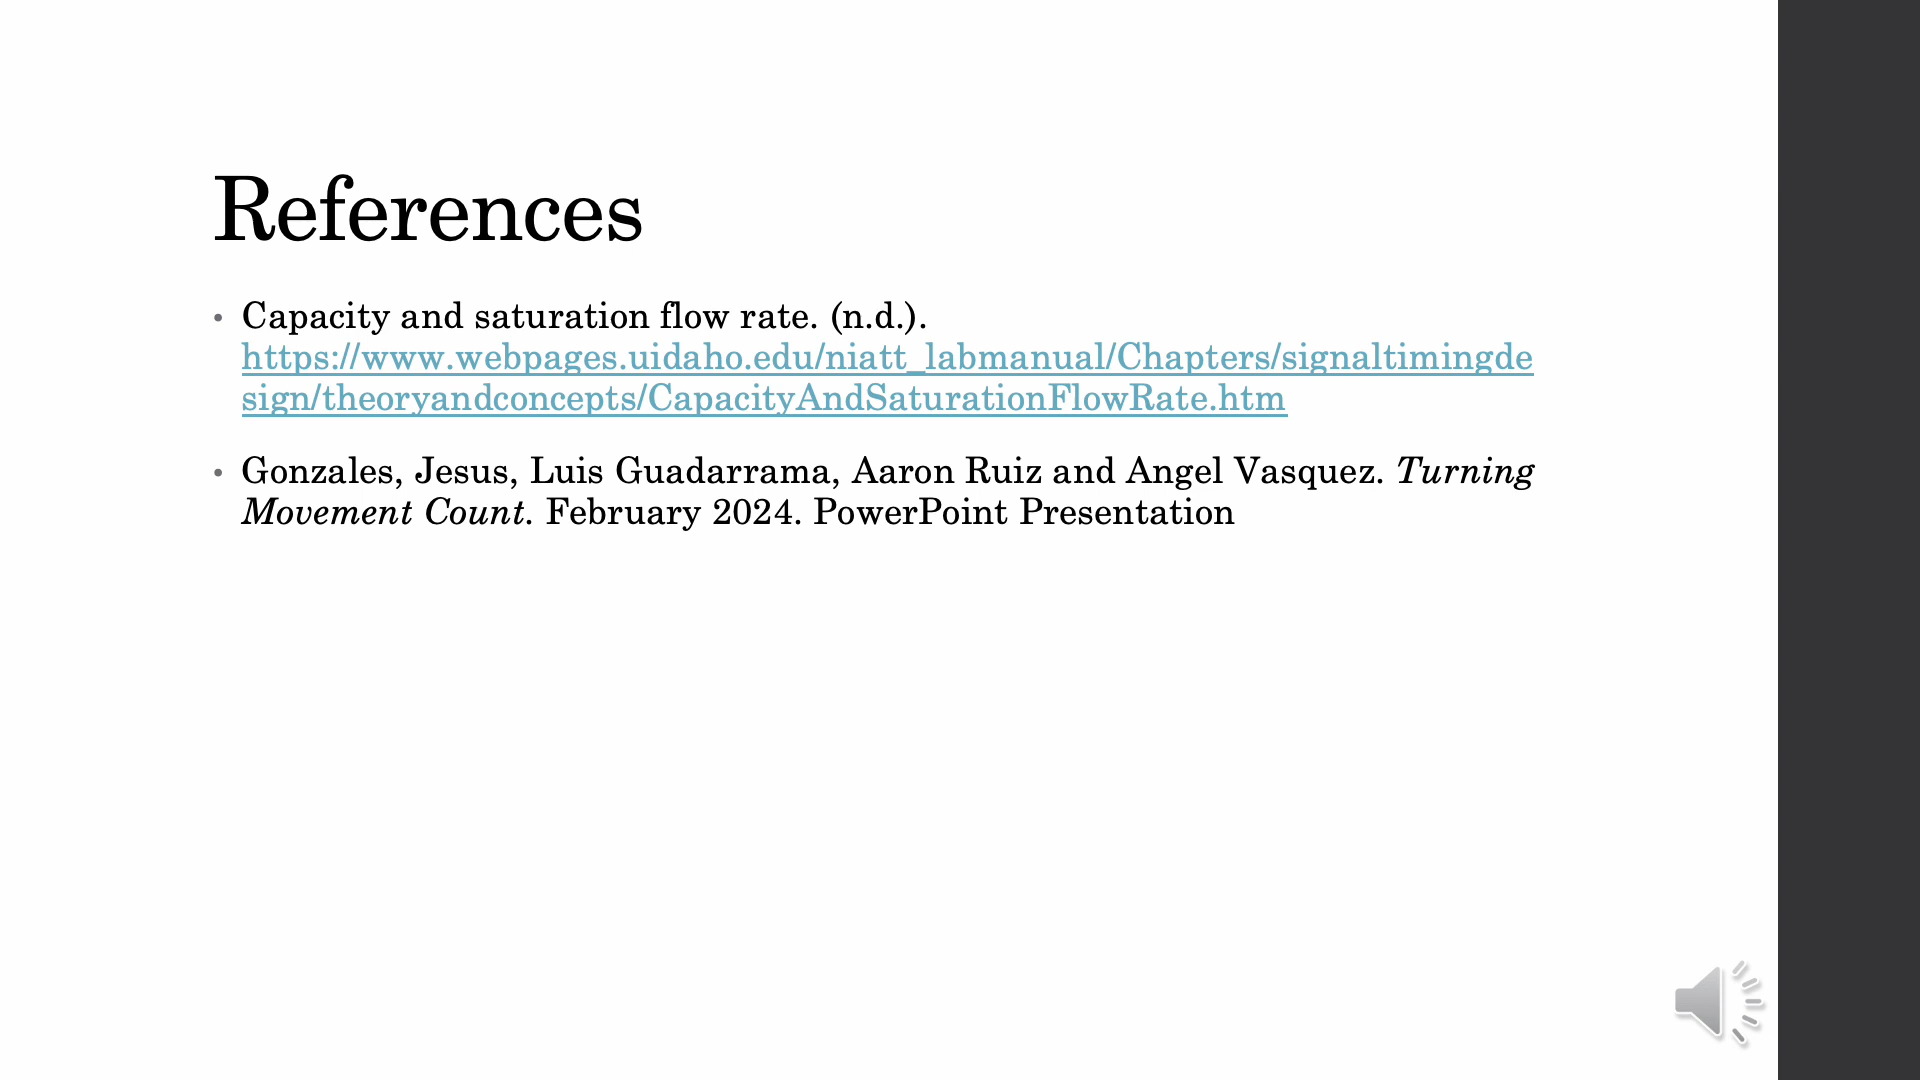 References
• Capacity and saturation flow rate. (n.d.).
https://www.webpages.uidaho.edu/niatt_labmanual/Chapters/signaltimingde
sign/theoryandconcepts/CapacityAndSaturationFlowRate.htm
• Gonzales, Jesus, Luis Guadarrama, Aaron Ruiz and Angel Vasquez. Turning
Movement Count. February 2024. PowerPoint Presentation